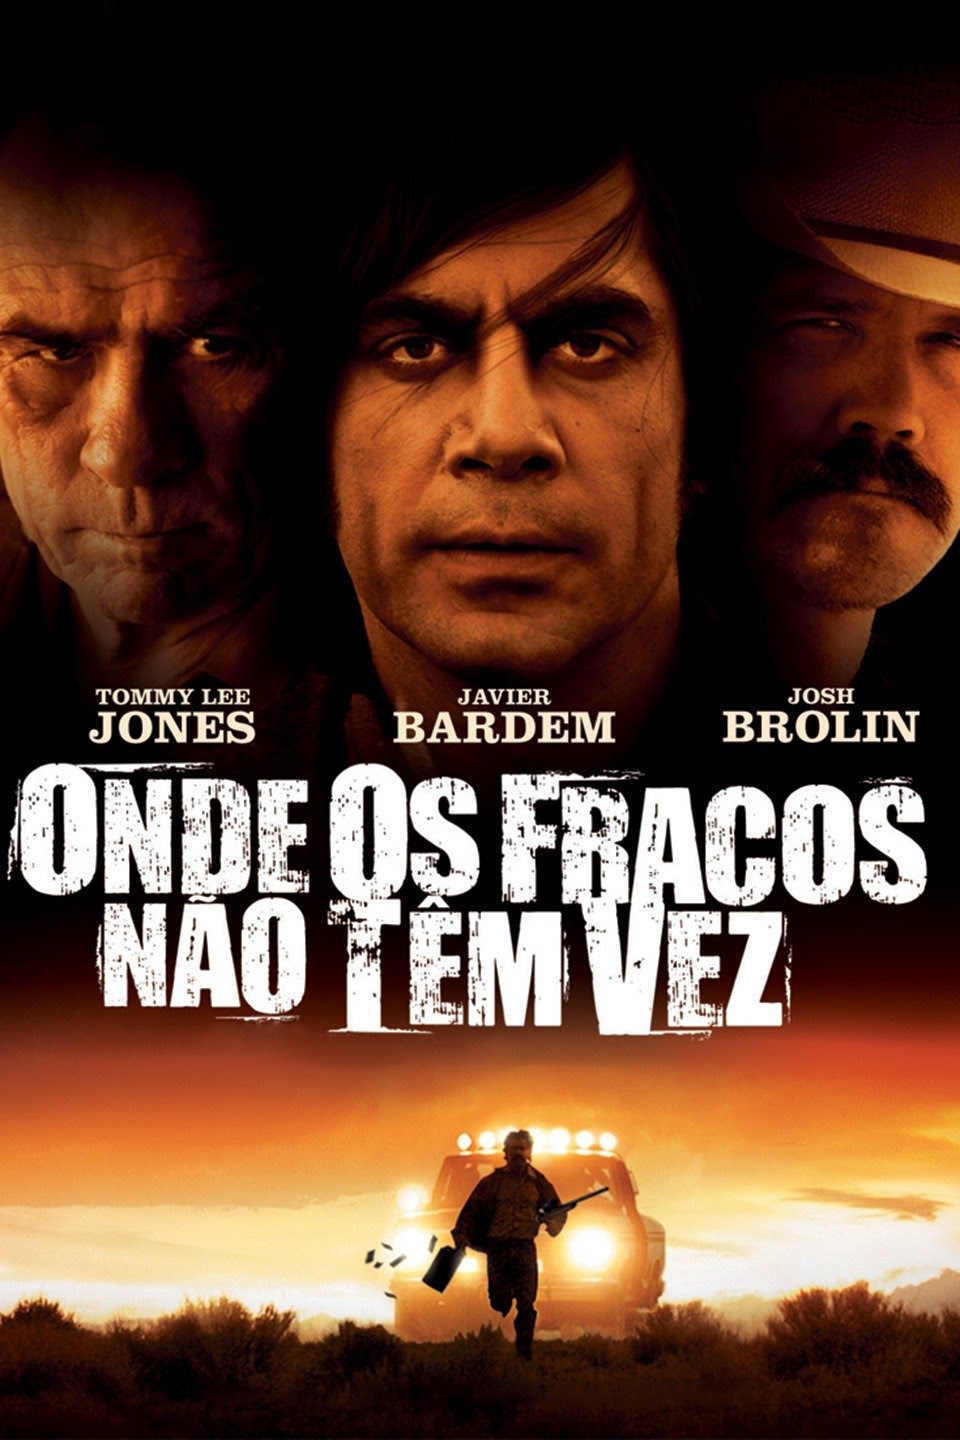 TOMMY LEE
JONES
JAVIER
BARDEM
JOSH
BROLIN
ONDE OS FRACOS
NÃO TÊM VEZ